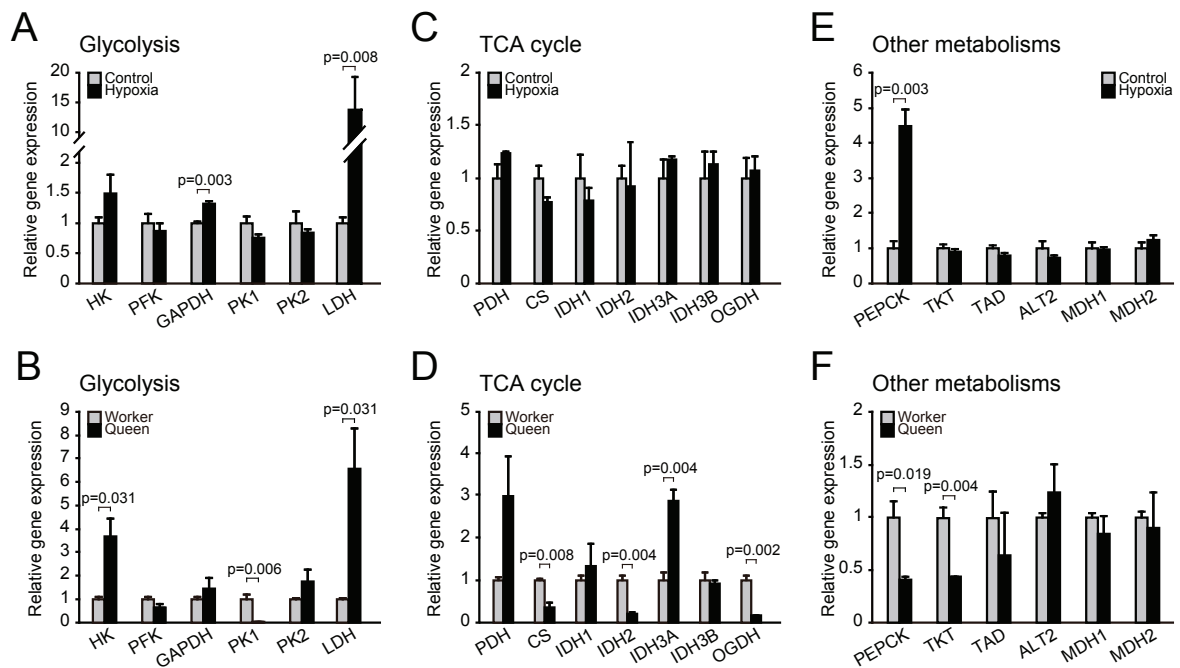 A
Glycolysis
Relative gene expression
20
15
10
2
1.5
1
0.5
0
Control
Hypoxia
p=0.003
p=0.008
HK
PFK
GAPDH
PK1
PK2
LDH
C
TCA cycle
Relative gene expression
2
1.5
1
0.5
0
Control
Hypoxia
PDH
CS
IDH1
IDH2
IDH3A
IDH3B
OGDH
E
Other metabolisms
Relative gene expression
6
5
4
3
2
1
0
Control
Hypoxia
p=0.003
PEPCK
TKT
TAD
ALT2
MDH1
MDH2
B
Glycolysis
Relative gene expression
9
8
7
6
5
4
3
2
1
0
Worker
Queen
p=0.031
p=0.006
p=0.031
HK
PFK
GAPDH
PK1
PK2
LDH
D
TCA cycle
Relative gene expression
5
4
3
2
1
0
Worker
Queen
p=0.008
p=0.004
p=0.004
p=0.002
PDH
CS
IDH1
IDH2
IDH3A
IDH3B
OGDH
F
Other metabolisms
Relative gene expression
2
1.5
1
0.5
0
Worker
Queen
p=0.019
p=0.004
PEPCK
TKT
TAD
ALT2
MDH1
MDH2